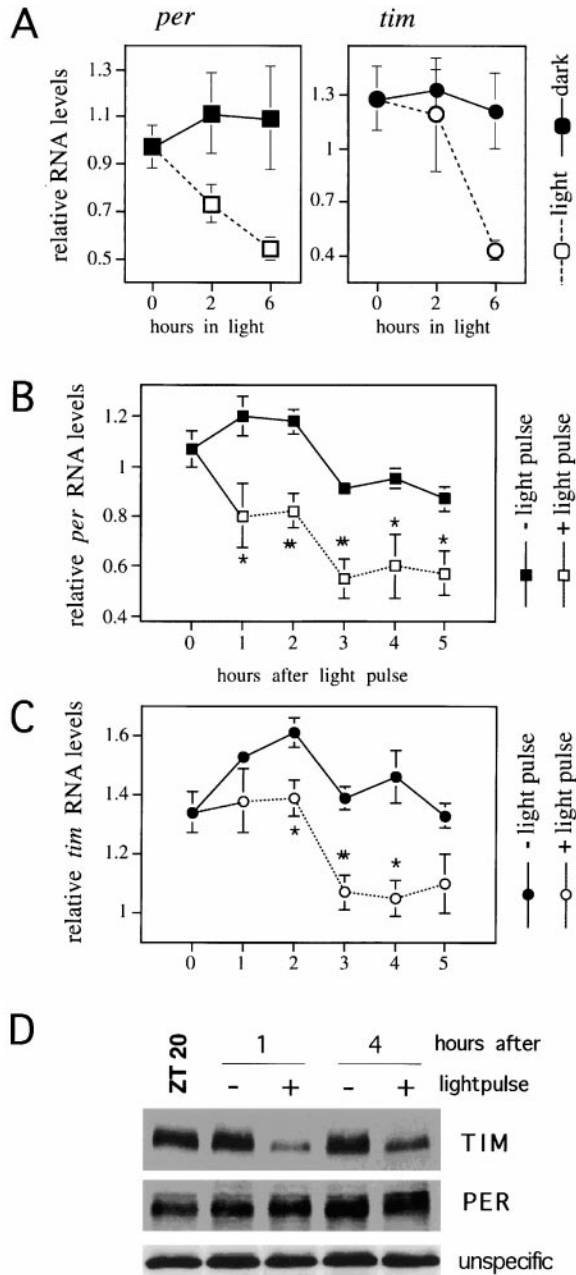 A
per
tim
relative RNA levels
1.3
1.1
0.9
0.7
0.5
0
2
6
hours in light
1.3
1
0.7
0.4
0
2
6
hours in light
light
dark
B
relative per RNA levels
1.2
1
0.8
0.6
0.4
*
**
**
*
*
0
1
2
3
4
5
hours after light pulse
- light pulse
+ light pulse
C
relative tim RNA levels
1.6
1.4
1.2
1
*
**
*
0
1
2
3
4
5
- light pulse
+ light pulse
D
ZT 20
1
4
hours after
- + - + lightpulse
TIM
PER
unspecific